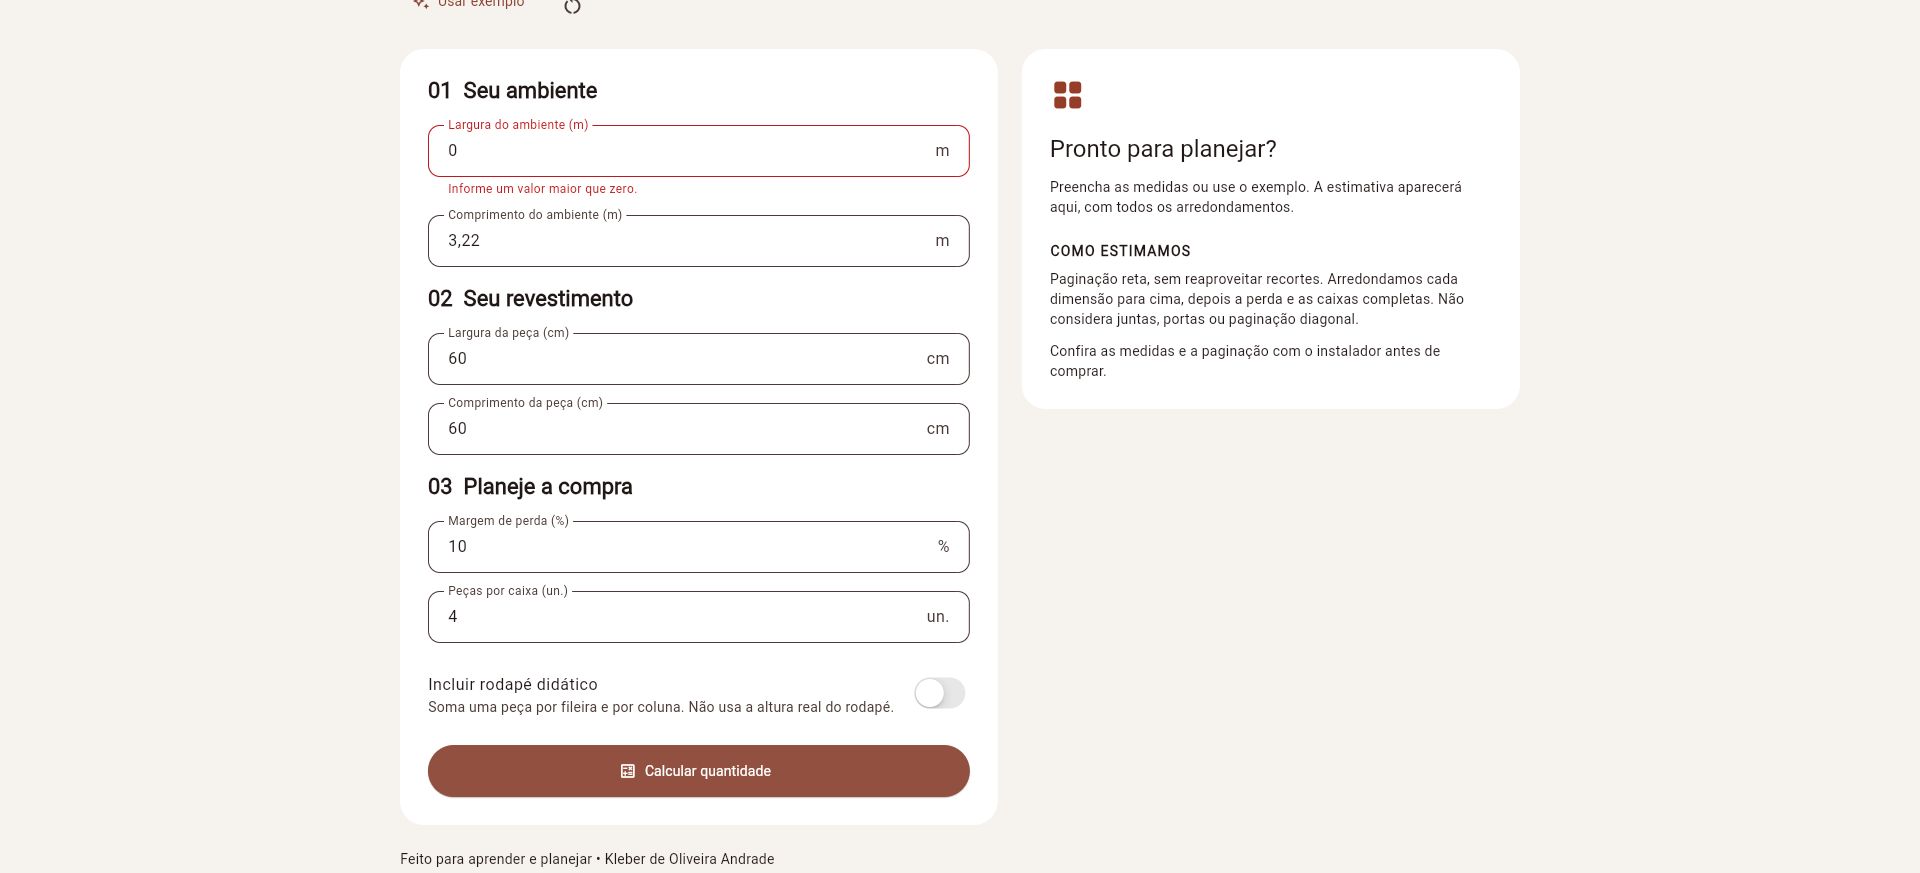 Usar exemplo
01 Seu ambiente
Largura do ambiente (m)
0 m
Informe um valor maior que zero.
Comprimento do ambiente (m)
3,22 m
02 Seu revestimento
Largura da peça (cm)
60 cm
Comprimento da peça (cm)
60 cm
03 Planeje a compra
Margem de perda (%)
10 %
Peças por caixa (un.)
4 un.
Incluir rodapé didático
Soma uma peça por fileira e por coluna. Não usa a altura real do rodapé.
Calcular quantidade
Pronto para planejar?
Preencha as medidas ou use o exemplo. A estimativa aparecerá
aqui, com todos os arredondamentos.
COMO ESTIMAMOS
Paginação reta, sem reaproveitar recortes. Arredondamos cada
dimensão para cima, depois a perda e as caixas completas. Não
considera juntas, portas ou paginação diagonal.
Confira as medidas e a paginação com o instalador antes de
comprar.
Feito para aprender e planejar • Kleber de Oliveira Andrade